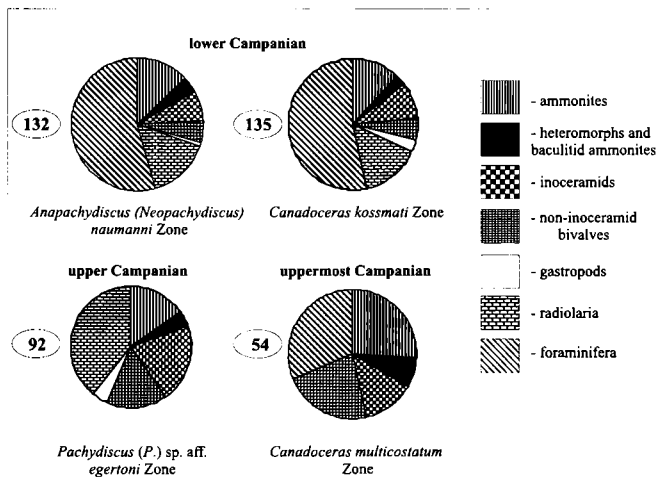 lower Campanian
132
135
Anapachydiscus (Neopachydiscus)
naumanni Zone
Canadoceras kossmati Zone
upper Campanian
uppermost Campanian
92
54
Pachydiscus (P.) sp. aff.
egertoni Zone
Canadoceras multicostatum
Zone
- ammonites
- heteromorphs and
baculitid ammonites
- inoceramids
- non-inoceramid
bivalves
- gastropods
- radiolaria
- foraminifera